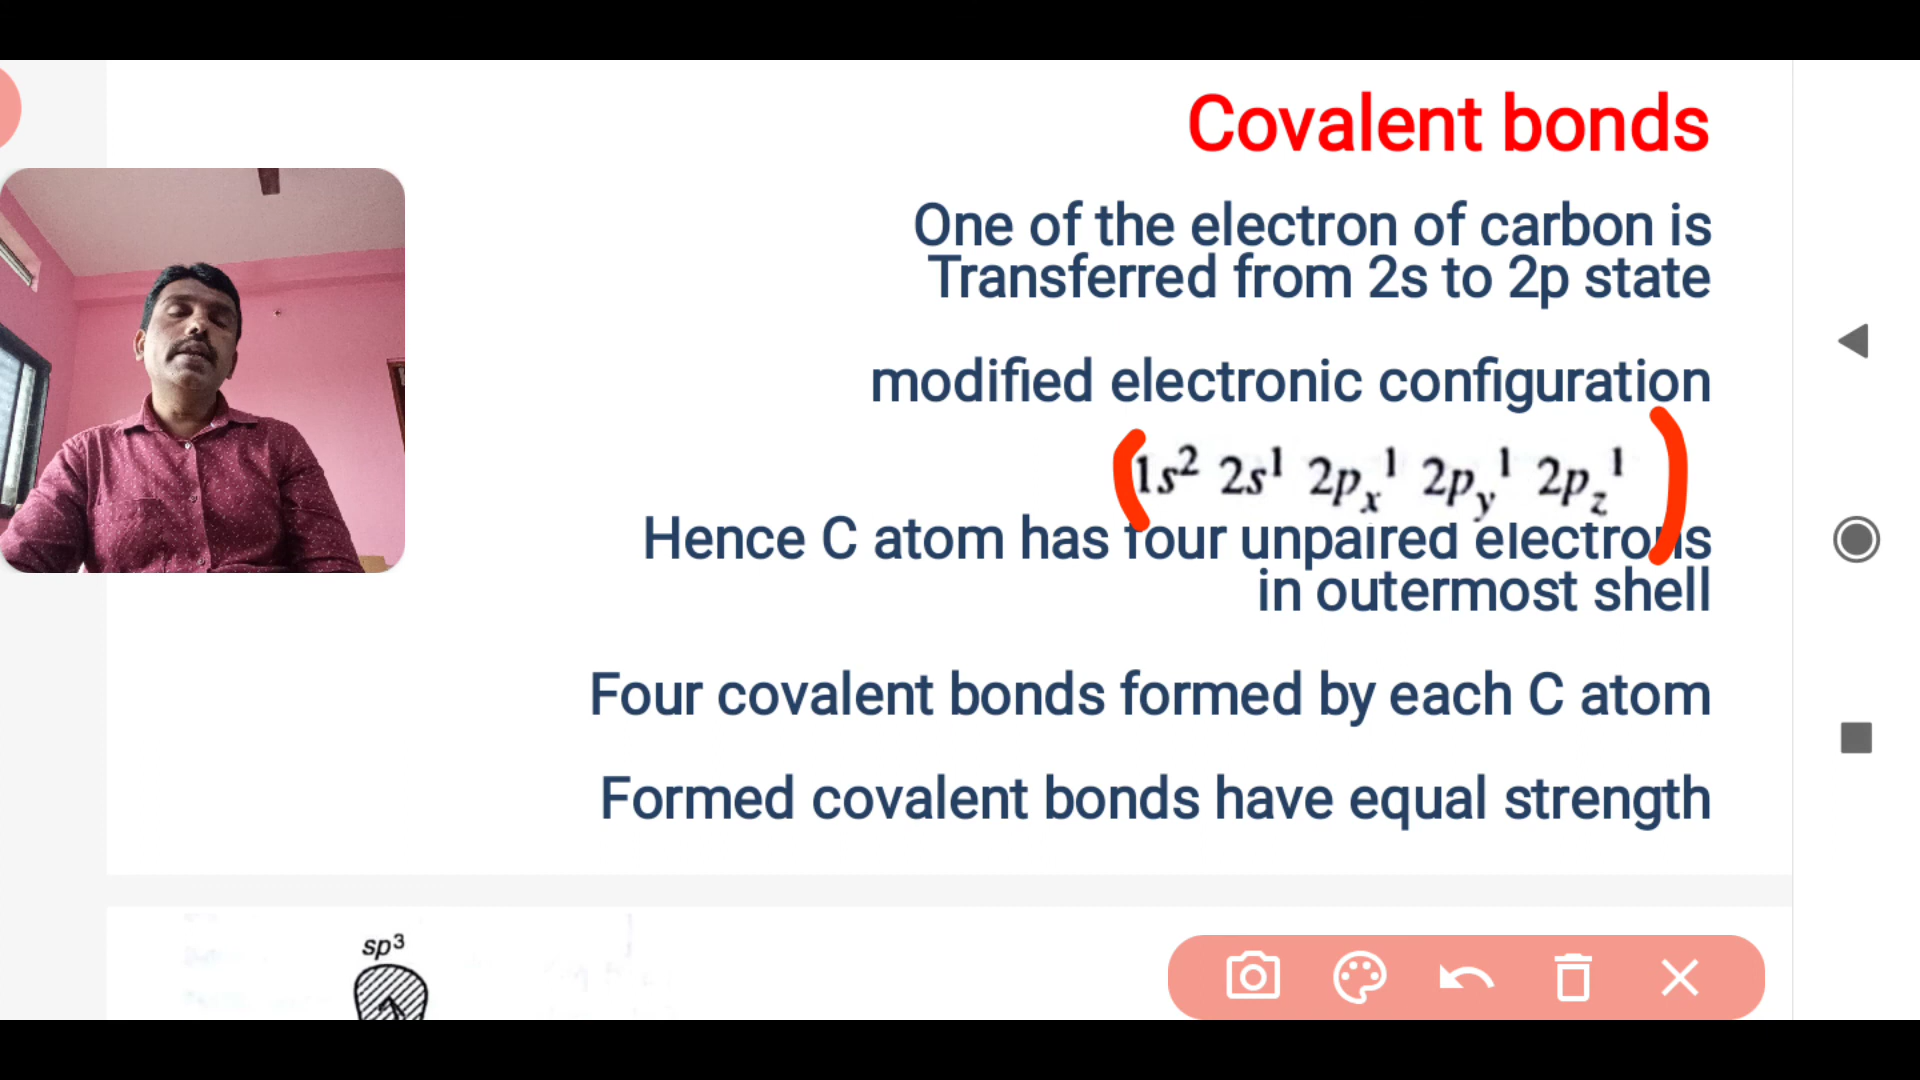 Covalent bonds
One of the electron of carbon is
Transferred from 2s to 2p state
modified electronic configuration
(1s² 2s¹ 2pₓ¹ 2p_y¹ 2p_z¹)
Hence C atom has four unpaired electrons
in outermost shell
Four covalent bonds formed by each C atom
Formed covalent bonds have equal strength
sp³